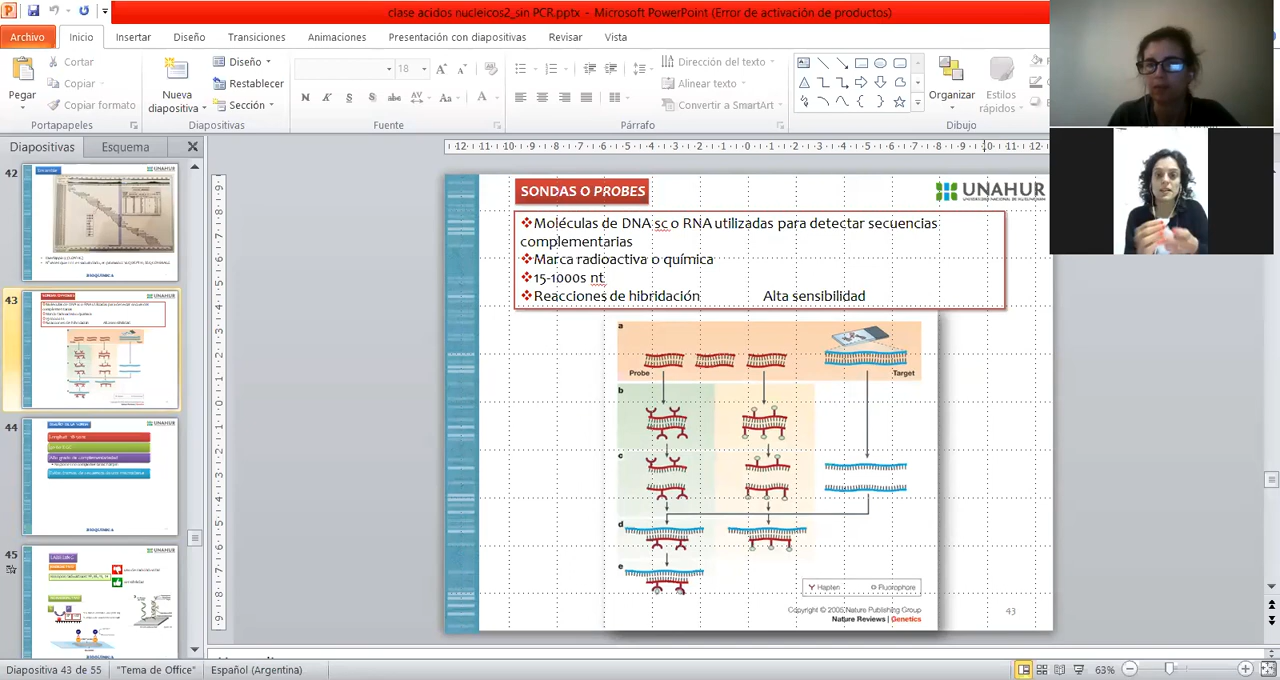 clase acidos nucleicos2_sin PCR.pptx - Microsoft PowerPoint (Error de activación de productos)
Archivo Inicio Insertar Diseño Transiciones Animaciones Presentación con diapositivas Revisar Vista
Pegar
Cortar
Copiar
Copiar formato
Portapapeles
Nueva
diapositiva
Diseño
Restablecer
Sección
Diapositivas
18
Fuente
Párrafo
Dirección del texto
Alinear texto
Convertir a SmartArt
Organizar
Estilos
rápidos
Dibujo
Diapositivas Esquema
42
43
44
45
SONDAS O PROBES
UNAHUR
❖Moléculas de DNA sc o RNA utilizadas para detectar secuencias
complementarias
❖Marca radioactiva o química
❖15-1000s nt
❖Reacciones de hibridación Alta sensibilidad
a
Probe
Target
b
c
d
e
Hapten Fluorophore
Copyright © 2005 Nature Publishing Group
Nature Reviews | Genetics
43
Diapositiva 43 de 55 "Tema de Office" Español (Argentina) 63%